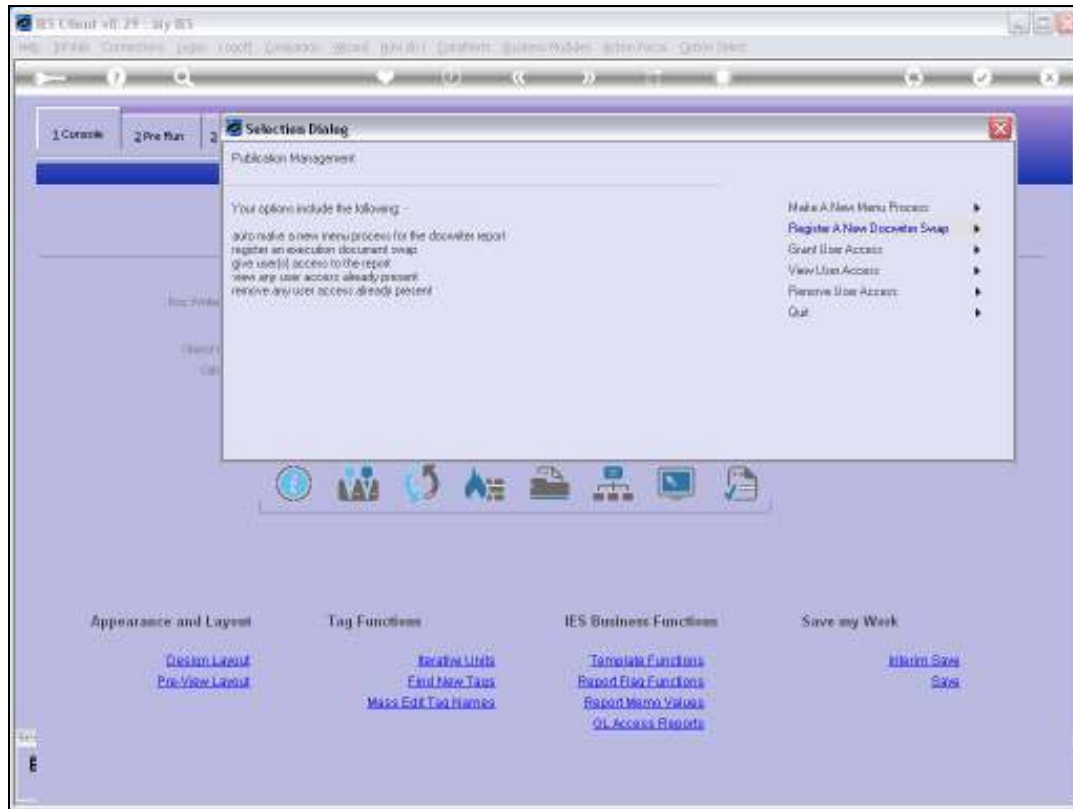 IES Client v0.29 : My IES
1 Console
2 Pre Run
2
Selection Dialog
Publication Management
Your options include the following: -
auto make a new menu process for the docwriter report
register an execution document swap
give user(s) access to the report
view any user access already present
remove any user access already present
Make A New Menu Process
Register A New Docwriter Swap
Grant User Access
View User Access
Remove User Access
Quit
Appearance and Layout
Tag Functions
IES Business Functions
Save my Work
Design Layout
Iterative Units
Template Functions
Interim Save
Pre-View Layout
Find New Tags
Report Flag Functions
Save
Mass Edit Tag Names
Report Memo Values
GL Access Reports